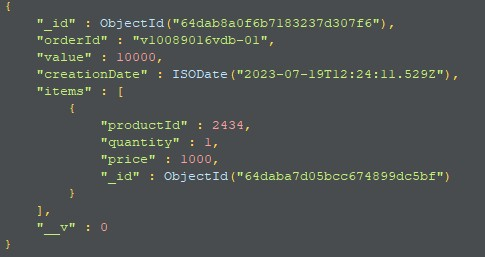 {
    "_id" : ObjectId("64dab8a0f6b7183237d307f6"),
    "orderId" : "v10089016vdb-01",
    "value" : 10000,
    "creationDate" : ISODate("2023-07-19T12:24:11.529Z"),
    "items" : [
        {
            "productId" : 2434,
            "quantity" : 1,
            "price" : 1000,
            "_id" : ObjectId("64daba7d05bcc674899dc5bf")
        }
    ],
    "__v" : 0
}